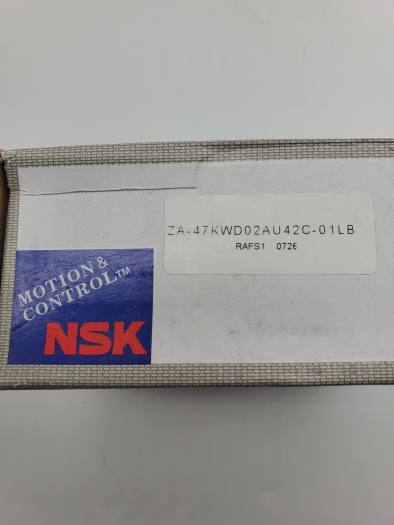 ZA-47KWD02AU42C-01LB
RAFS1 0726
MOTION &
CONTROL™
NSK